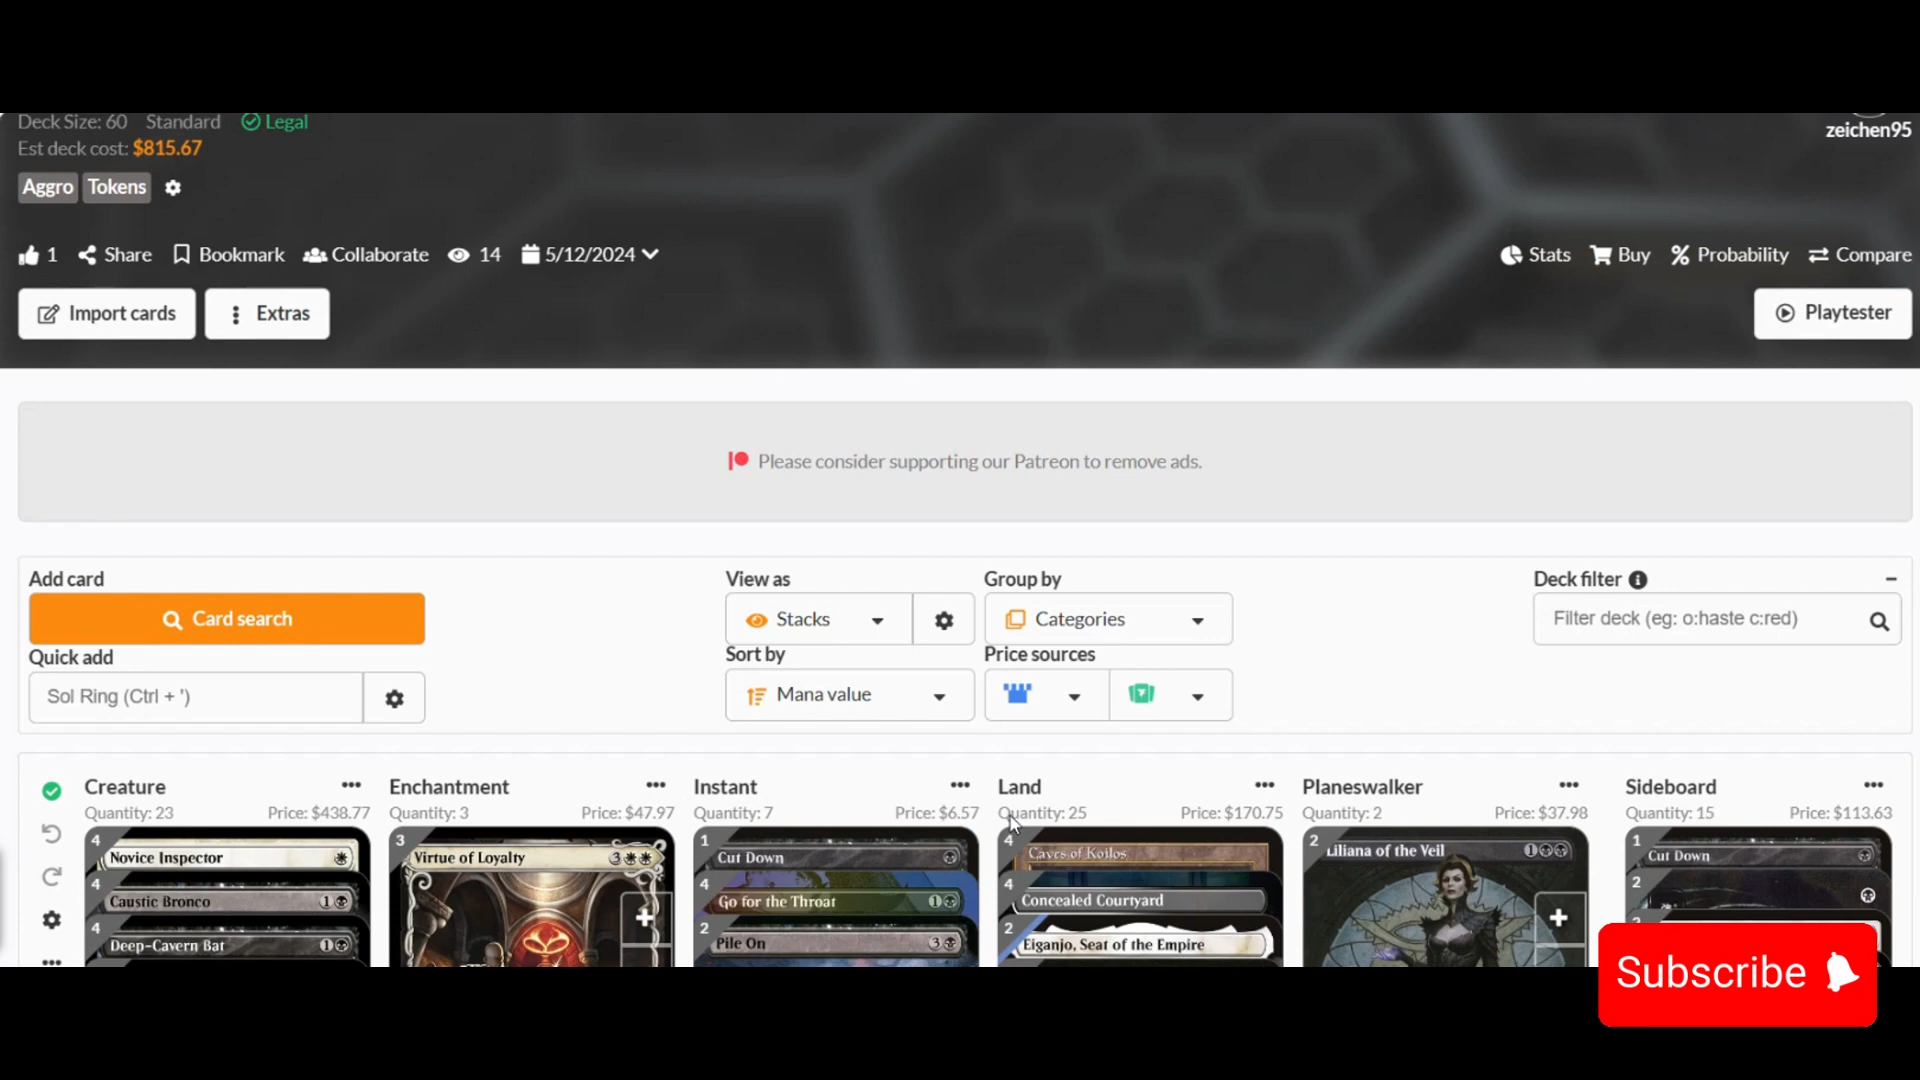 Deck Size: 60 Standard Legal
zeichen95
Est deck cost: $815.67
Aggro Tokens
1 Share Bookmark Collaborate 14 5/12/2024
Stats Buy Probability Compare
Import cards Extras
Playtester
Please consider supporting our Patreon to remove ads.
Add card
View as
Group by
Deck filter
Card search
Stacks
Categories
Filter deck (eg: o:haste c:red)
Quick add
Sort by
Price sources
Sol Ring (Ctrl + ')
Mana value
Creature
Quantity: 23 Price: $438.77
4
Novice Inspector
4
Caustic Bronco 1
4
Deep-Cavern Bat 1
Enchantment
Quantity: 3 Price: $47.97
3
Virtue of Loyalty 3
Instant
Quantity: 7 Price: $6.57
1
Cut Down
4
Go for the Throat 1
2
Pile On 3
Land
Quantity: 25 Price: $170.75
4
Caves of Koilos
4
Concealed Courtyard
2
Eiganjo, Seat of the Empire
Planeswalker
Quantity: 2 Price: $37.98
2
Liliana of the Veil 1
Sideboard
Quantity: 15 Price: $113.63
1
Cut Down
2
Subscribe